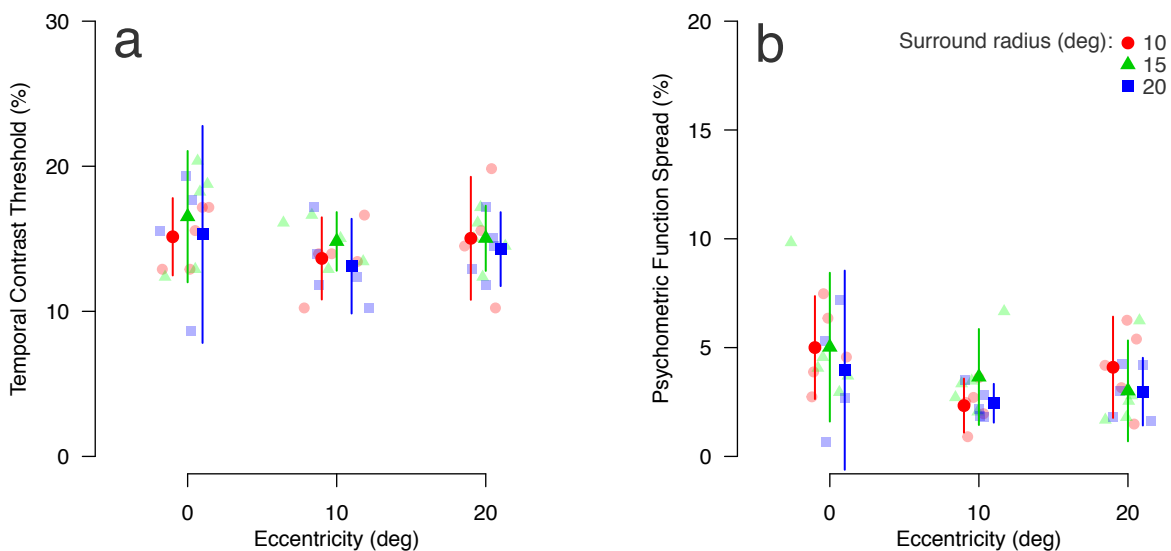 a
Temporal Contrast Threshold (%)
30
20
10
0
0 10 20
Eccentricity (deg)
b
Surround radius (deg): 10
15
20
Psychometric Function Spread (%)
20
15
10
5
0
0 10 20
Eccentricity (deg)